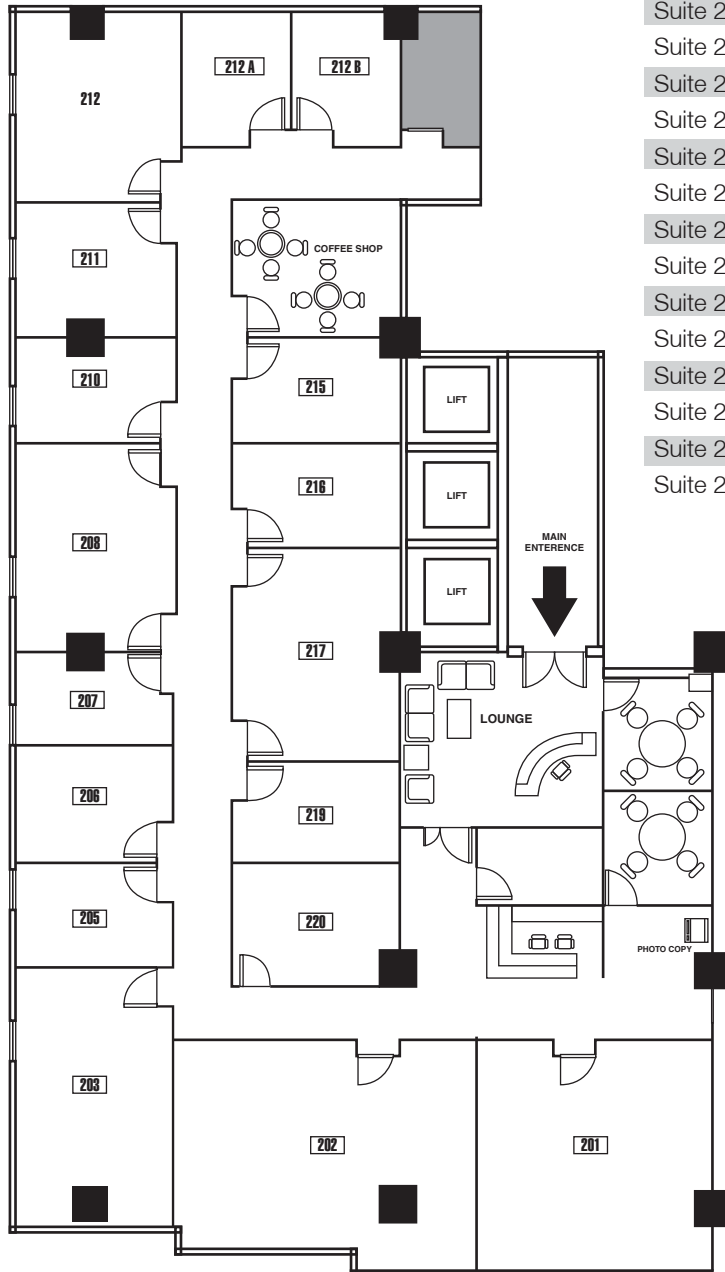 Suite 2
Suite 2
Suite 2
Suite 2
Suite 2
Suite 2
Suite 2
Suite 2
Suite 2
Suite 2
Suite 2
Suite 2
Suite 2
Suite 2
212
212 A
212 B
211
COFFEE SHOP
210
215
LIFT
208
216
LIFT
MAIN
ENTERENCE
LIFT
217
207
LOUNGE
206
219
205
220
PHOTO COPY
203
202
201